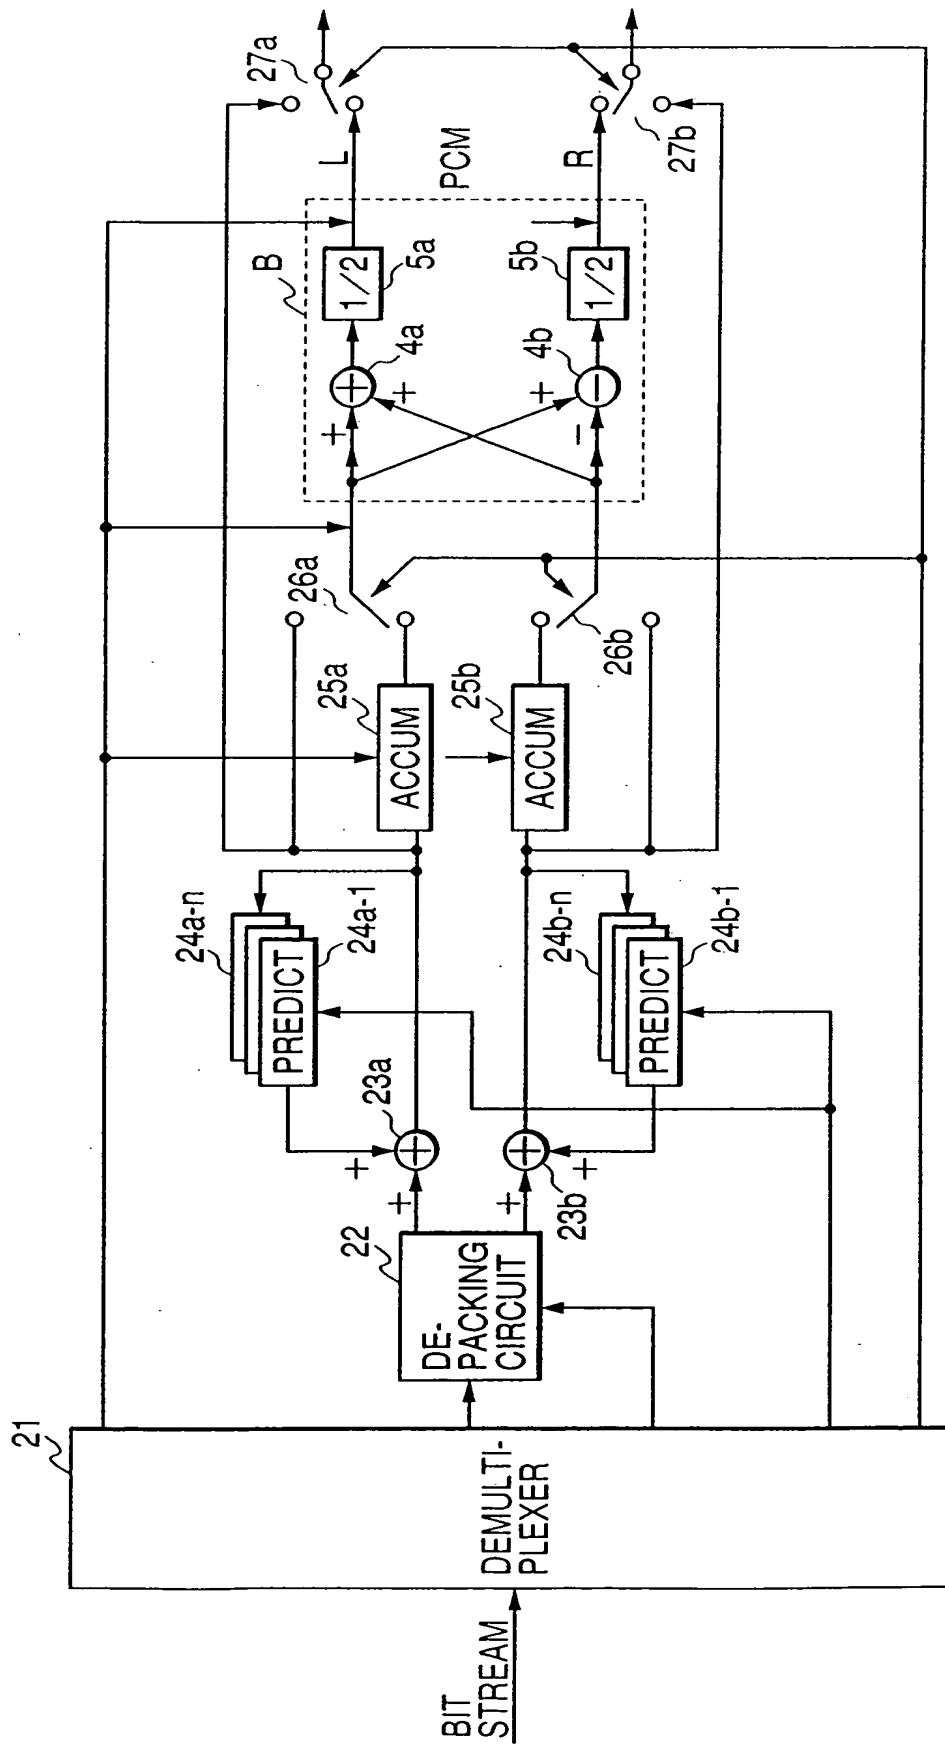 BIT
STREAM
21
DEMULTI-
PLEXER
22
DE-
PACKING
CIRCUIT
+
+
23a
+
+
23b
24a-n
PREDICT
24a-1
24b-n
PREDICT
24b-1
25a
ACCUM
25b
ACCUM
26a
26b
B
+
+
4a
+
−
4b
1/2
5a
5b
1/2
L
PCM
R
27a
27b